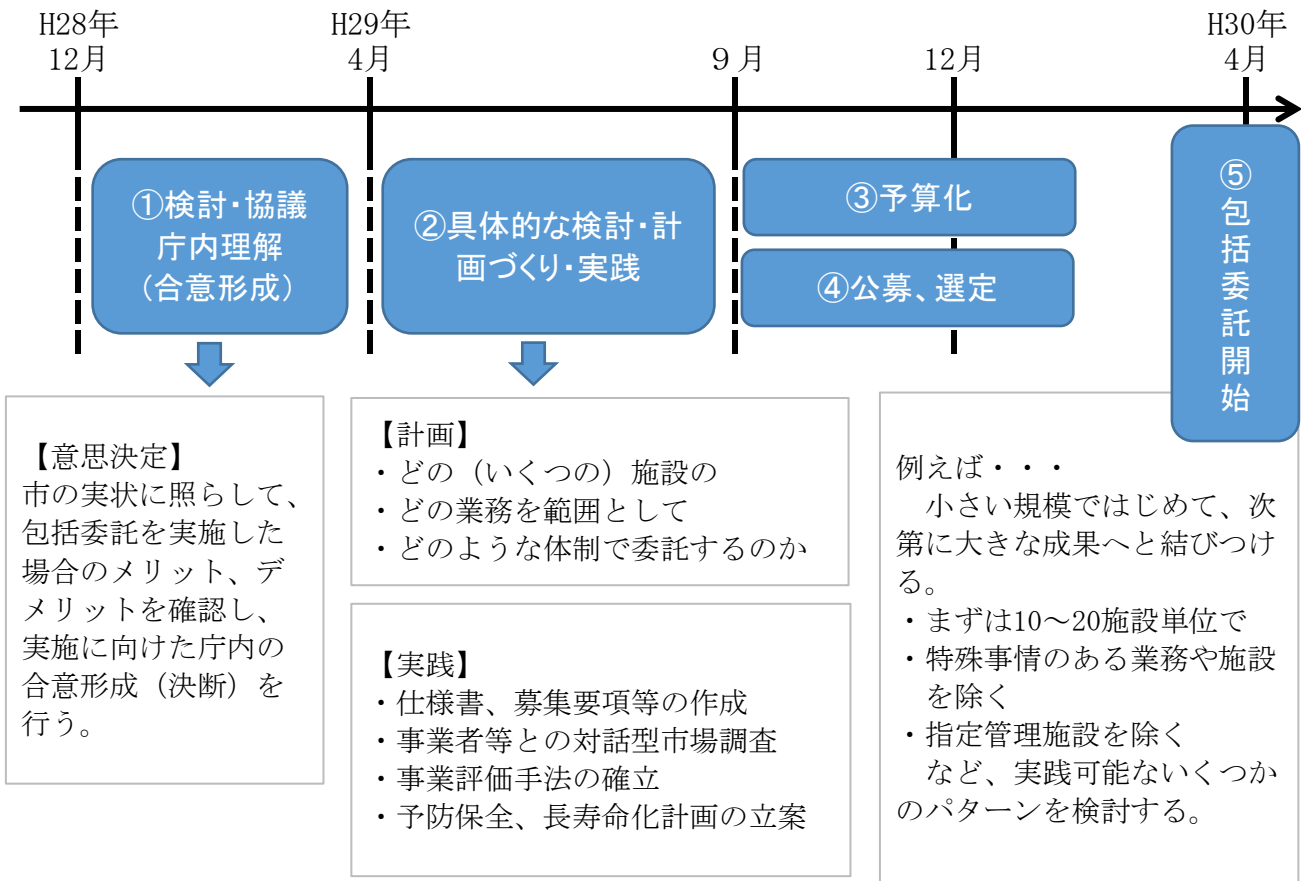 H28年
12月
H29年
4月
９月
12月
H30年
4月
①検討・協議
庁内理解
(合意形成)
②具体的な検討・計
画づくり・実践
③予算化
④公募、選定
⑤包括委託開始
【意思決定】
市の実状に照らして、
包括委託を実施した
場合のメリット、デ
メリットを確認し、
実施に向けた庁内の
合意形成（決断）を
行う。
【計画】
・どの（いくつの）施設の
・どの業務を範囲として
・どのような体制で委託するのか
【実践】
・仕様書、募集要項等の作成
・事業者等との対話型市場調査
・事業評価手法の確立
・予防保全、長寿命化計画の立案
例えば・・・
　小さい規模ではじめて、次
第に大きな成果へと結びつけ
る。
・まずは10～20施設単位で
・特殊事情のある業務や施設
　を除く
・指定管理施設を除く
　など、実践可能ないくつか
のパターンを検討する。